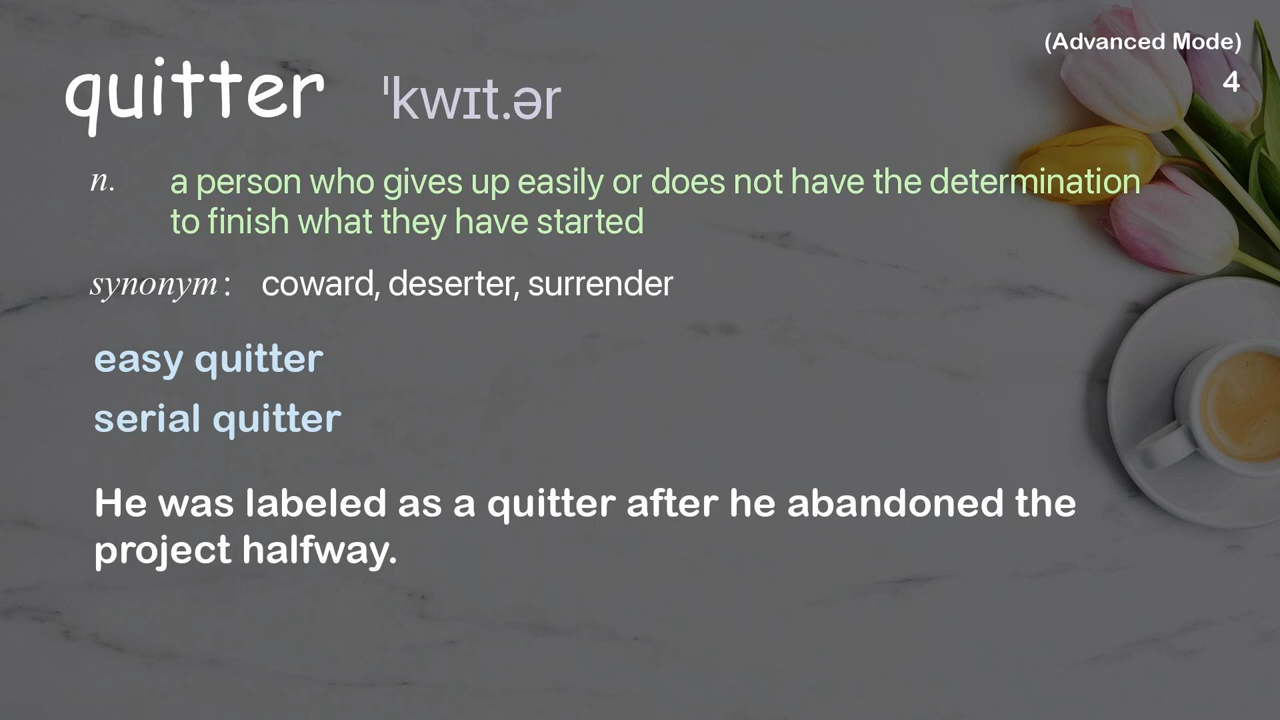 (Advanced Mode)
4
quitter ˈkwɪt.ər
n. a person who gives up easily or does not have the determination
to finish what they have started
synonym: coward, deserter, surrender
easy quitter
serial quitter
He was labeled as a quitter after he abandoned the
project halfway.